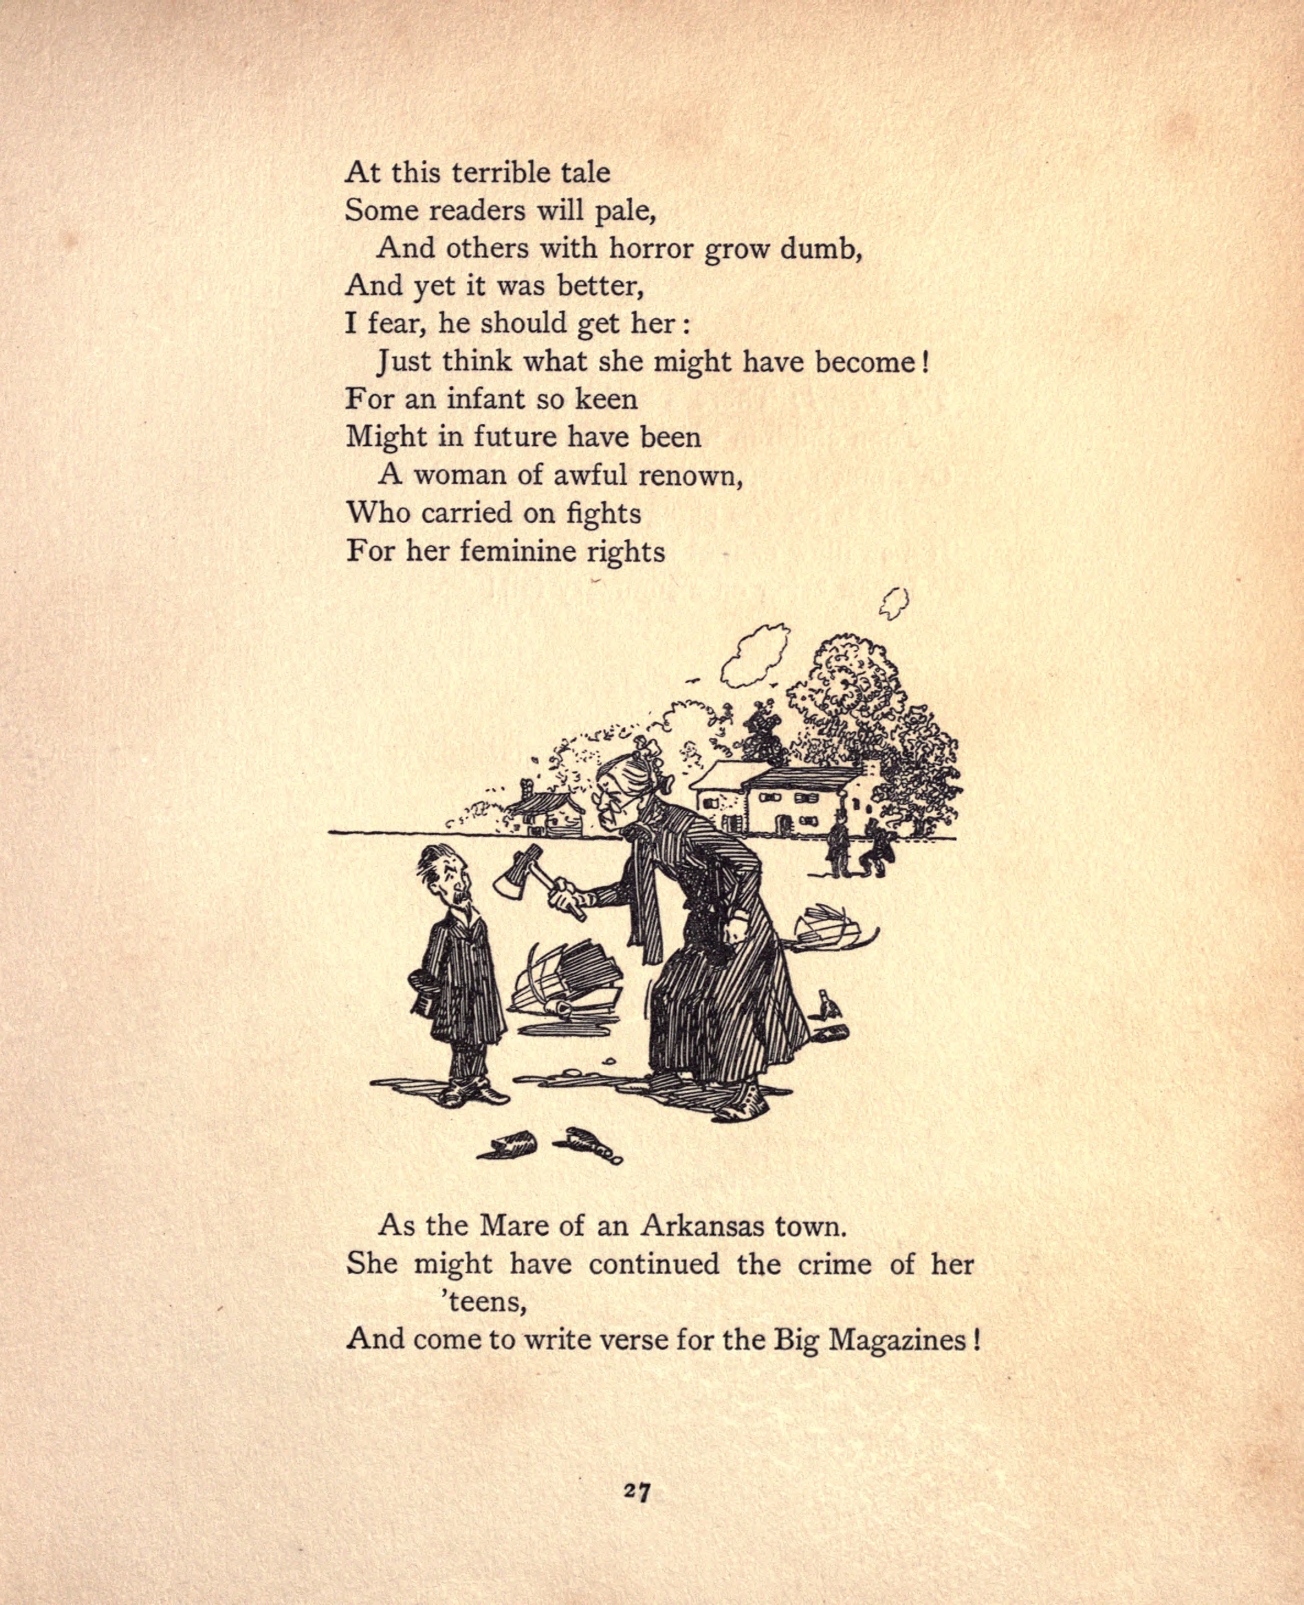 At this terrible tale
Some readers will pale,
And others with horror grow dumb,
And yet it was better,
I fear, he should get her :
Just think what she might have become !
For an infant so keen
Might in future have been
A woman of awful renown,
Who carried on fights
For her feminine rights
As the Mare of an Arkansas town.
She might have continued the crime of her
’teens,
And come to write verse for the Big Magazines !
27